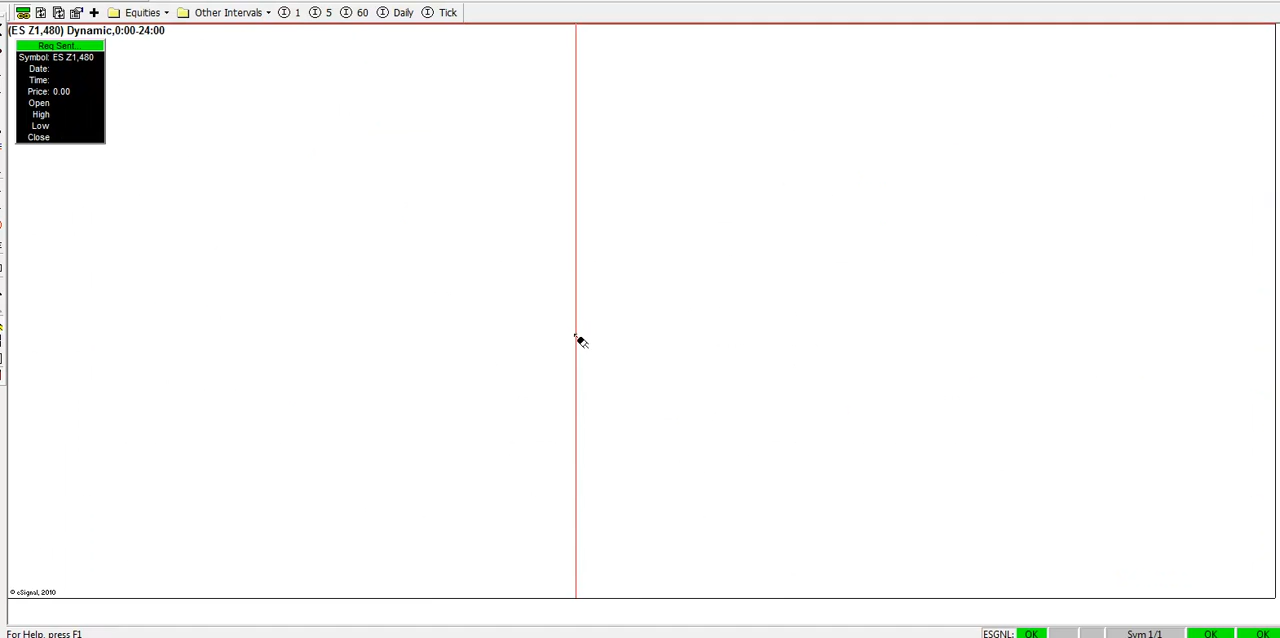 Equities Other Intervals 1 5 60 Daily Tick
(ES Z1,480) Dynamic,0:00-24:00
Req Sent...
Symbol: ES Z1,480
Date:
Time:
Price: 0.00
Open
High
Low
Close
© eSignal, 2010
For Help, press F1 ESGNL: OK Sym 1/1 OK OK